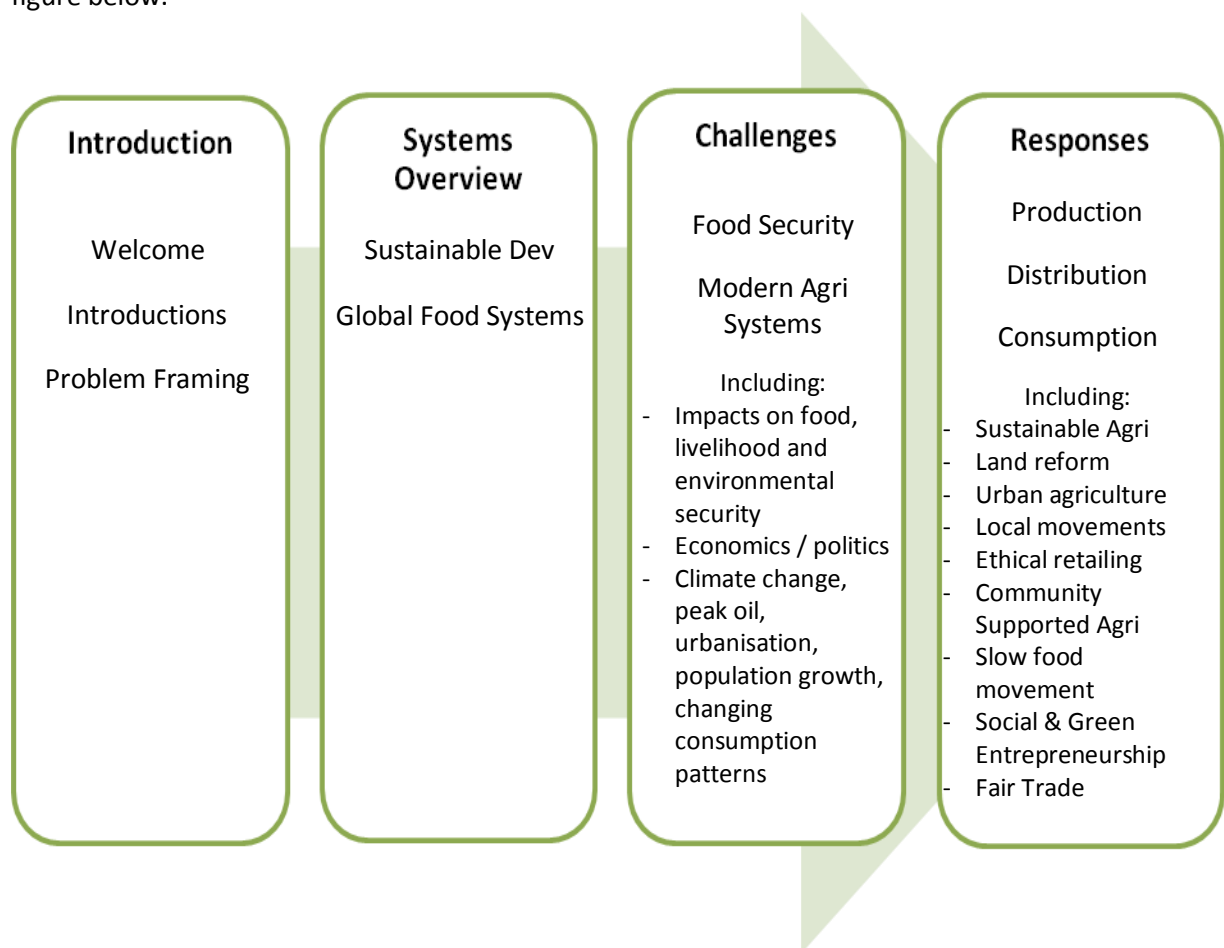 figure below.
Introduction
Welcome
Introductions
Problem Framing
Systems
Overview
Sustainable Dev
Global Food Systems
Challenges
Food Security
Modern Agri
Systems
Including:
- Impacts on food,
livelihood and
environmental
security
- Economics / politics
- Climate change,
peak oil,
urbanisation,
population growth,
changing
consumption
patterns
Responses
Production
Distribution
Consumption
Including:
- Sustainable Agri
- Land reform
- Urban agriculture
- Local movements
- Ethical retailing
- Community
Supported Agri
- Slow food
movement
- Social & Green
Entrepreneurship
- Fair Trade